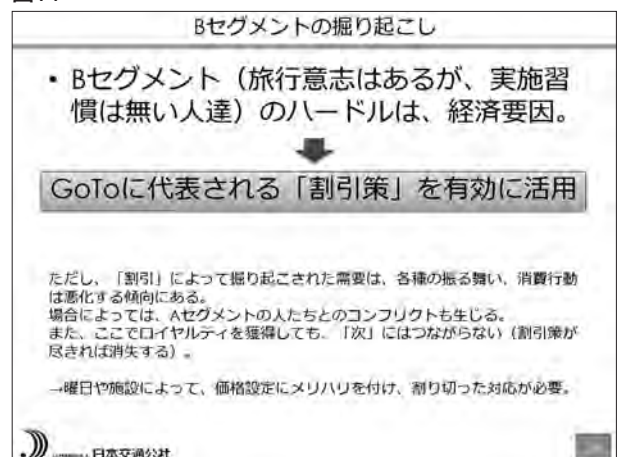 Bセグメントの掘り起こし
・Bセグメント（旅行意志はあるが、実施習
慣は無い人達）のハードルは、経済要因。
GoToに代表される「割引策」を有効に活用
ただし、「割引」によって掘り起こされた需要は、各種の振る舞い、消費行動
は悪化する傾向にある。
場合によっては、Aセグメントの人たちとのコンフリクトも生じる。
また、ここでロイヤルティを獲得しても、「次」にはつながらない（割引策が
尽きれば消失する）。
→曜日や施設によって、価格設定にメリハリを付け、割り切った対応が必要。
日本交通公社